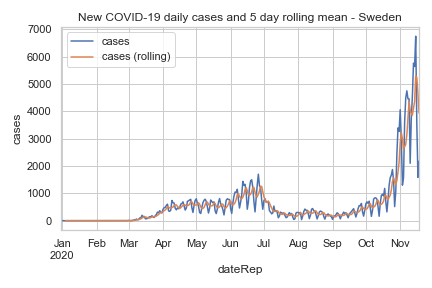 New COVID-19 daily cases and 5 day rolling mean - Sweden
cases
cases (rolling)
7000
6000
5000
4000
3000
2000
1000
0
cases
Jan Feb Mar Apr May Jun Jul Aug Sep Oct Nov
2020
dateRep